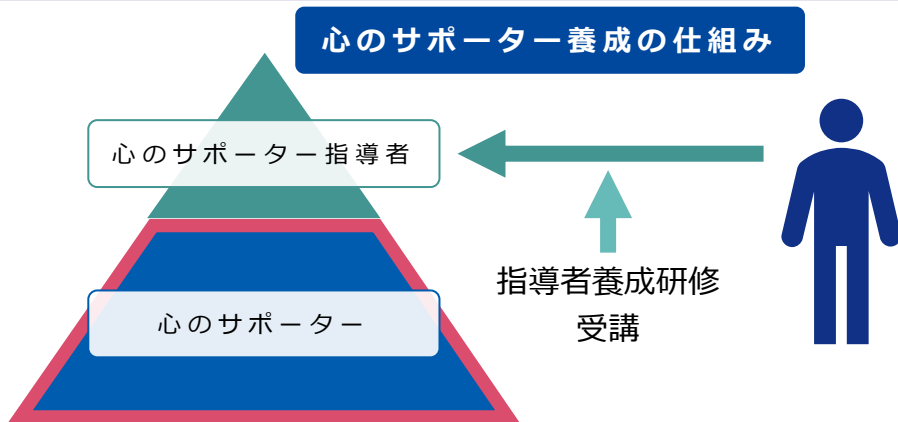 心のサポーター養成の仕組み
心のサポーター指導者
指導者養成研修
受講
心のサポーター